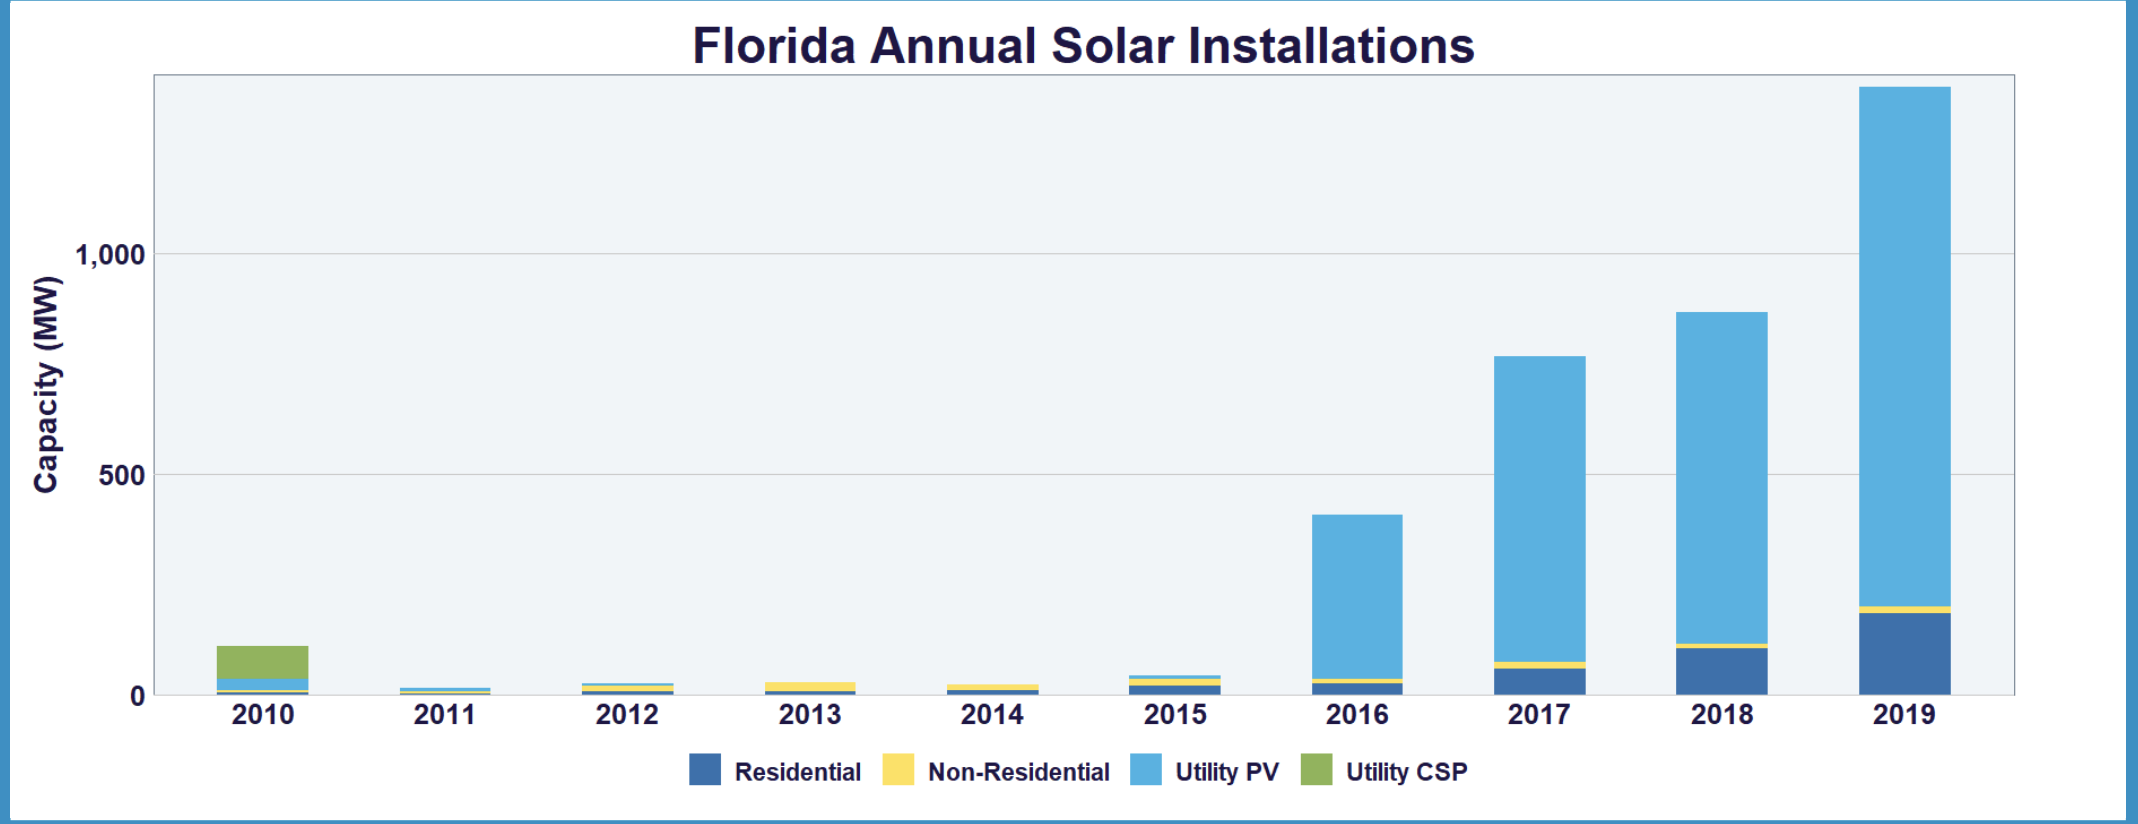 Florida Annual Solar Installations
Capacity (MW)
1,000
500
0
2010 2011 2012 2013 2014 2015 2016 2017 2018 2019
Residential Non-Residential Utility PV Utility CSP